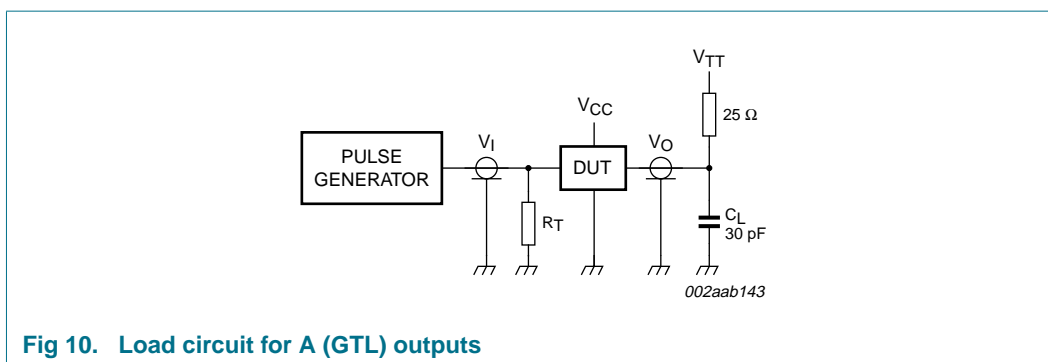 VTT
25 Ω
VCC
VI
VO
PULSE
GENERATOR
DUT
RT
CL
30 pF
002aab143
Fig 10. Load circuit for A (GTL) outputs